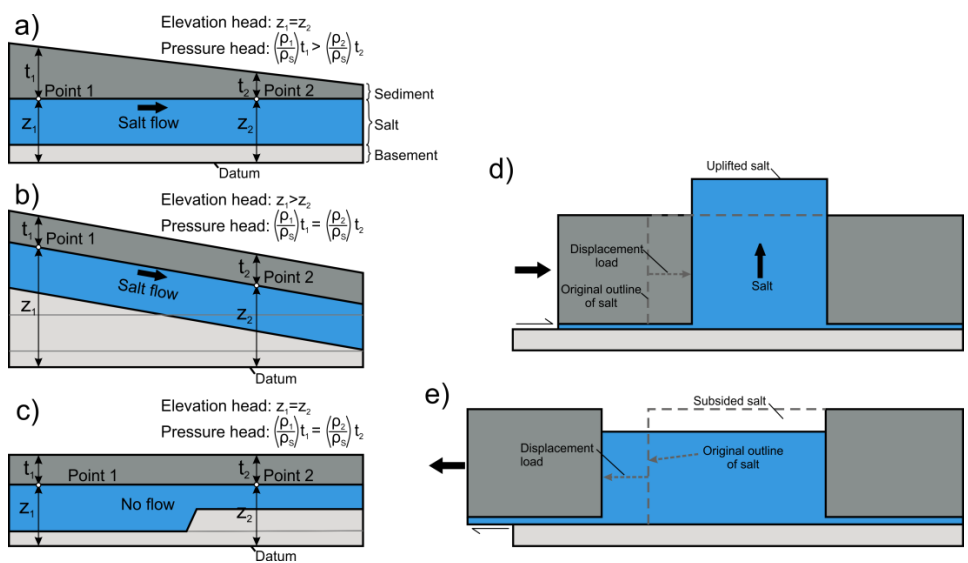 a)
Elevation head: z₁=z₂
Pressure head: (ρ₁/ρₛ) t₁ > (ρ₂/ρₛ) t₂
t₁
Point 1
t₂
Point 2
Sediment
z₁
Salt flow
z₂
Salt
Basement
Datum
b)
Elevation head: z₁>z₂
Pressure head: (ρ₁/ρₛ) t₁ = (ρ₂/ρₛ) t₂
t₁
Point 1
t₂
Point 2
Salt flow
z₁
z₂
Datum
c)
Elevation head: z₁=z₂
Pressure head: (ρ₁/ρₛ) t₁ = (ρ₂/ρₛ) t₂
t₁
Point 1
t₂
Point 2
z₁
No flow
z₂
Datum
d)
Uplifted salt
Displacement
load
Original outline
of salt
Salt
e)
Subsided salt
Displacement
load
Original outline
of salt